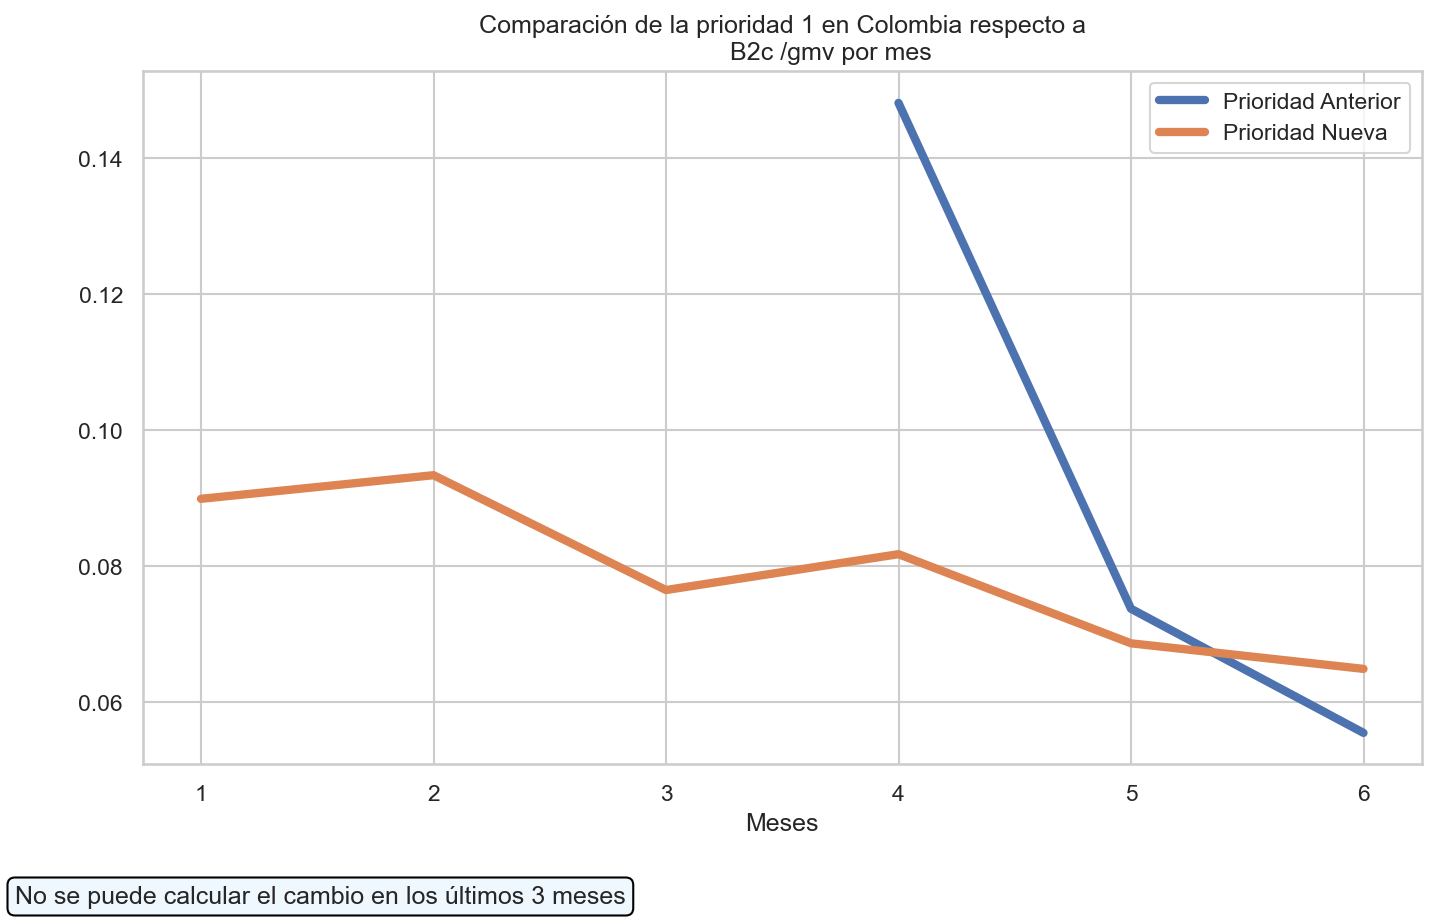 Comparación de la prioridad 1 en Colombia respecto a
B2c /gmv por mes
Prioridad Anterior
Prioridad Nueva
0.14
0.12
0.10
0.08
0.06
1 2 3 4 5 6
Meses
No se puede calcular el cambio en los últimos 3 meses